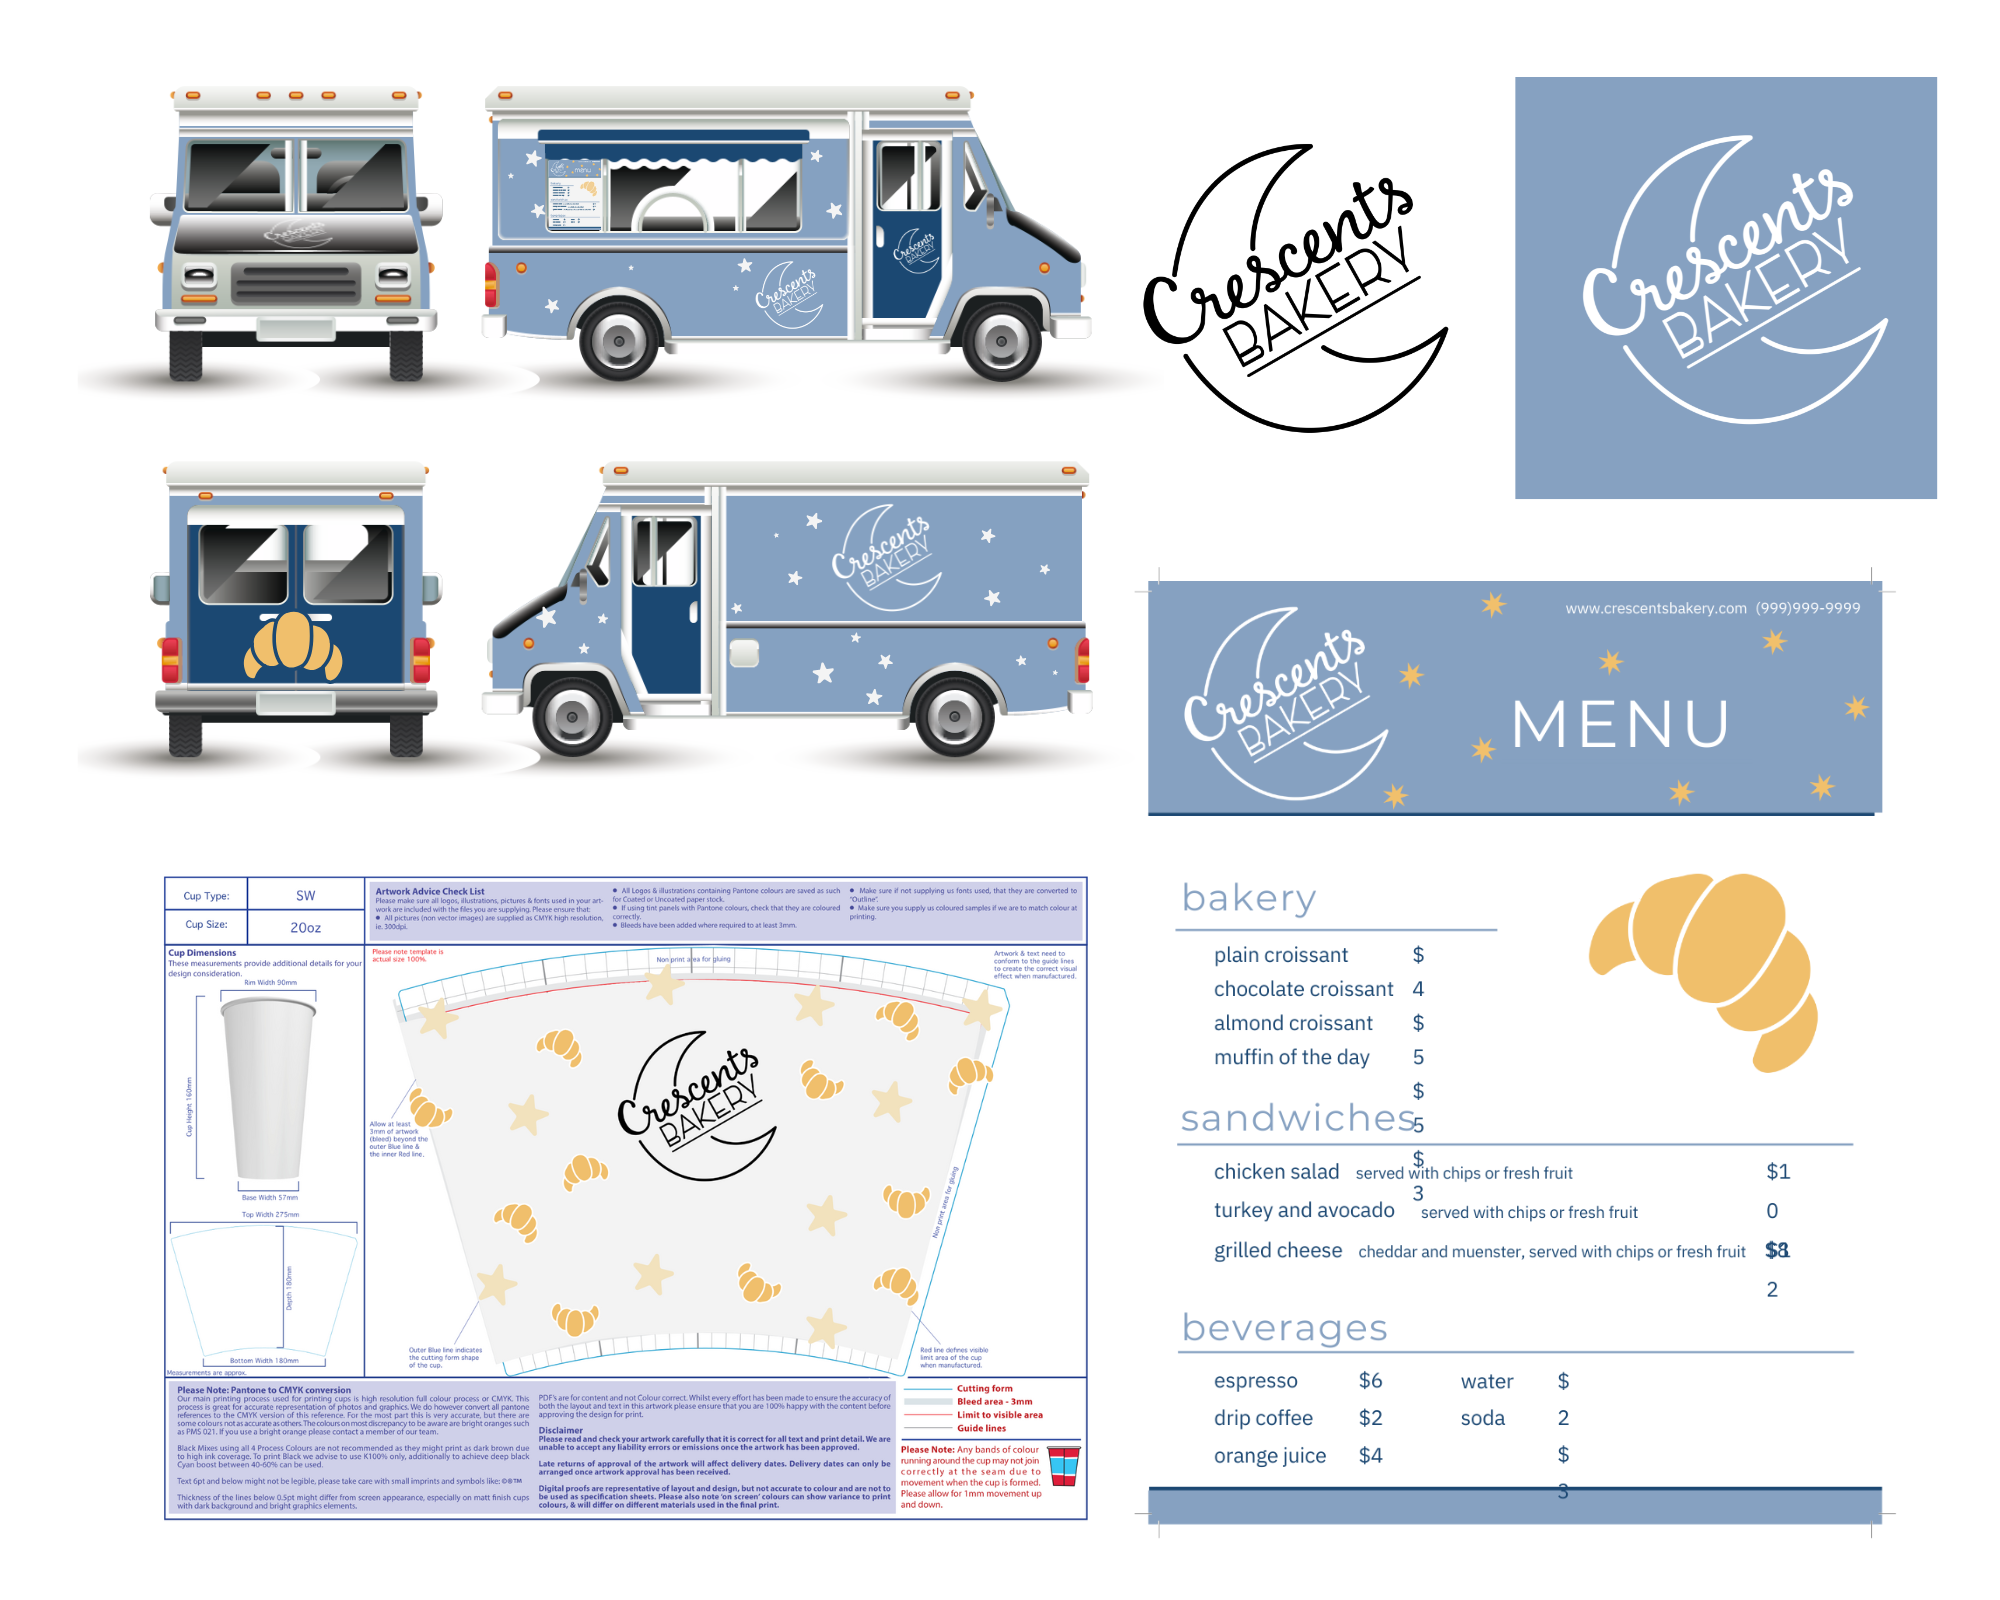 Crescents
BAKERY
menu
Crescents
BAKERY
Crescents
BAKERY
Crescents
BAKERY
Crescents
BAKERY
Crescents
BAKERY
Crescents
BAKERY
www.crescentsbakery.com (999)999-9999
MENU
bakery
plain croissant $
chocolate croissant 4
almond croissant $
muffin of the day 5
$
sandwiches
5
$
chicken salad served with chips or fresh fruit $1
3
turkey and avocado served with chips or fresh fruit 0
grilled cheese cheddar and muenster, served with chips or fresh fruit
2
beverages
espresso $6 water $
drip coffee $2 soda 2
orange juice $4 $
3
Cup Type: SW
Cup Size: 20oz
Artwork Advice Check List
Please make sure all logos, illustrations, pictures & fonts used in your art-
work are included with the files you are supplying. Please ensure that:
● All pictures (non vector images) are supplied as CMYK high resolution,
ie, 300dpi.
● All Logos & illustrations containing Pantone colours are saved as such
for Coated or Uncoated paper stock.
● If using tint panels with Pantone colours, check that they are coloured
correctly.
● Bleeds have been added where required to at least 3mm.
● Make sure if not supplying us fonts used, that they are converted to
"Outline".
● Make sure you supply us coloured samples if we are to match colour at
printing.
Cup Dimensions
These measurements provide additional details for your
design consideration.
Rim Width 90mm
Cup Height 160mm
Base Width 57mm
Top Width 275mm
Depth 180mm
Bottom Width 180mm
Measurements are approx.
Please note template is
actual size 100%.
Non print area for gluing
Artwork & text need to
conform to the guide lines
to create the correct visual
effect when manufactured.
Crescents
BAKERY
Allow at least
3mm of artwork
(bleed) beyond the
outer Blue line &
the inner Red line.
Non print area for gluing
Outer Blue line indicates
the cutting form shape
of the cup.
Red line defines visible
limit area of the cup
when manufactured.
Please Note: Pantone to CMYK conversion
Our main printing process used for printing cups is high resolution full colour process or CMYK. This
process is great for accurate representation of photos and graphics. We do however convert all pantone
references to the CMYK version of this reference. For the most part this is very accurate, but there are
some colours not as accurate as others. The colours on most discrepancy to be aware are bright oranges such
as PMS 021. If you use a bright orange please contact a member of our team.
Black Mixes using all 4 Process Colours are not recommended as they might print as dark brown due
to high ink coverage. To print Black we advise to use K100% only, additionally to achieve deep black
Cyan boost between 40-60% can be used.
Text 6pt and below might not be legible, please take care with small imprints and symbols like: ©®™
Thickness of the lines below 0.5pt might differ from screen appearance, especially on matt finish cups
with dark background and bright graphics elements.
PDF's are for content and not Colour correct. Whilst every effort has been made to ensure the accuracy of
both the layout and text in this artwork please ensure that you are 100% happy with the content before
approving the design for print.
Disclaimer
Please read and check your artwork carefully that it is correct for all text and print detail. We are
unable to accept any liability errors or emissions once the artwork has been approved.
Late returns of approval of the artwork will affect delivery dates. Delivery dates can only be
arranged once artwork approval has been received.
Digital proofs are representative of layout and design, but not accurate to colour and are not to
be used as specification sheets. Please also note 'on screen' colours can show variance to print
colours, & will differ on different materials used in the final print.
Cutting form
Bleed area - 3mm
Limit to visible area
Guide lines
Please Note: Any bands of colour
running around the cup may not join
correctly at the seam due to
movement when the cup is formed.
Please allow for 1mm movement up
and down.